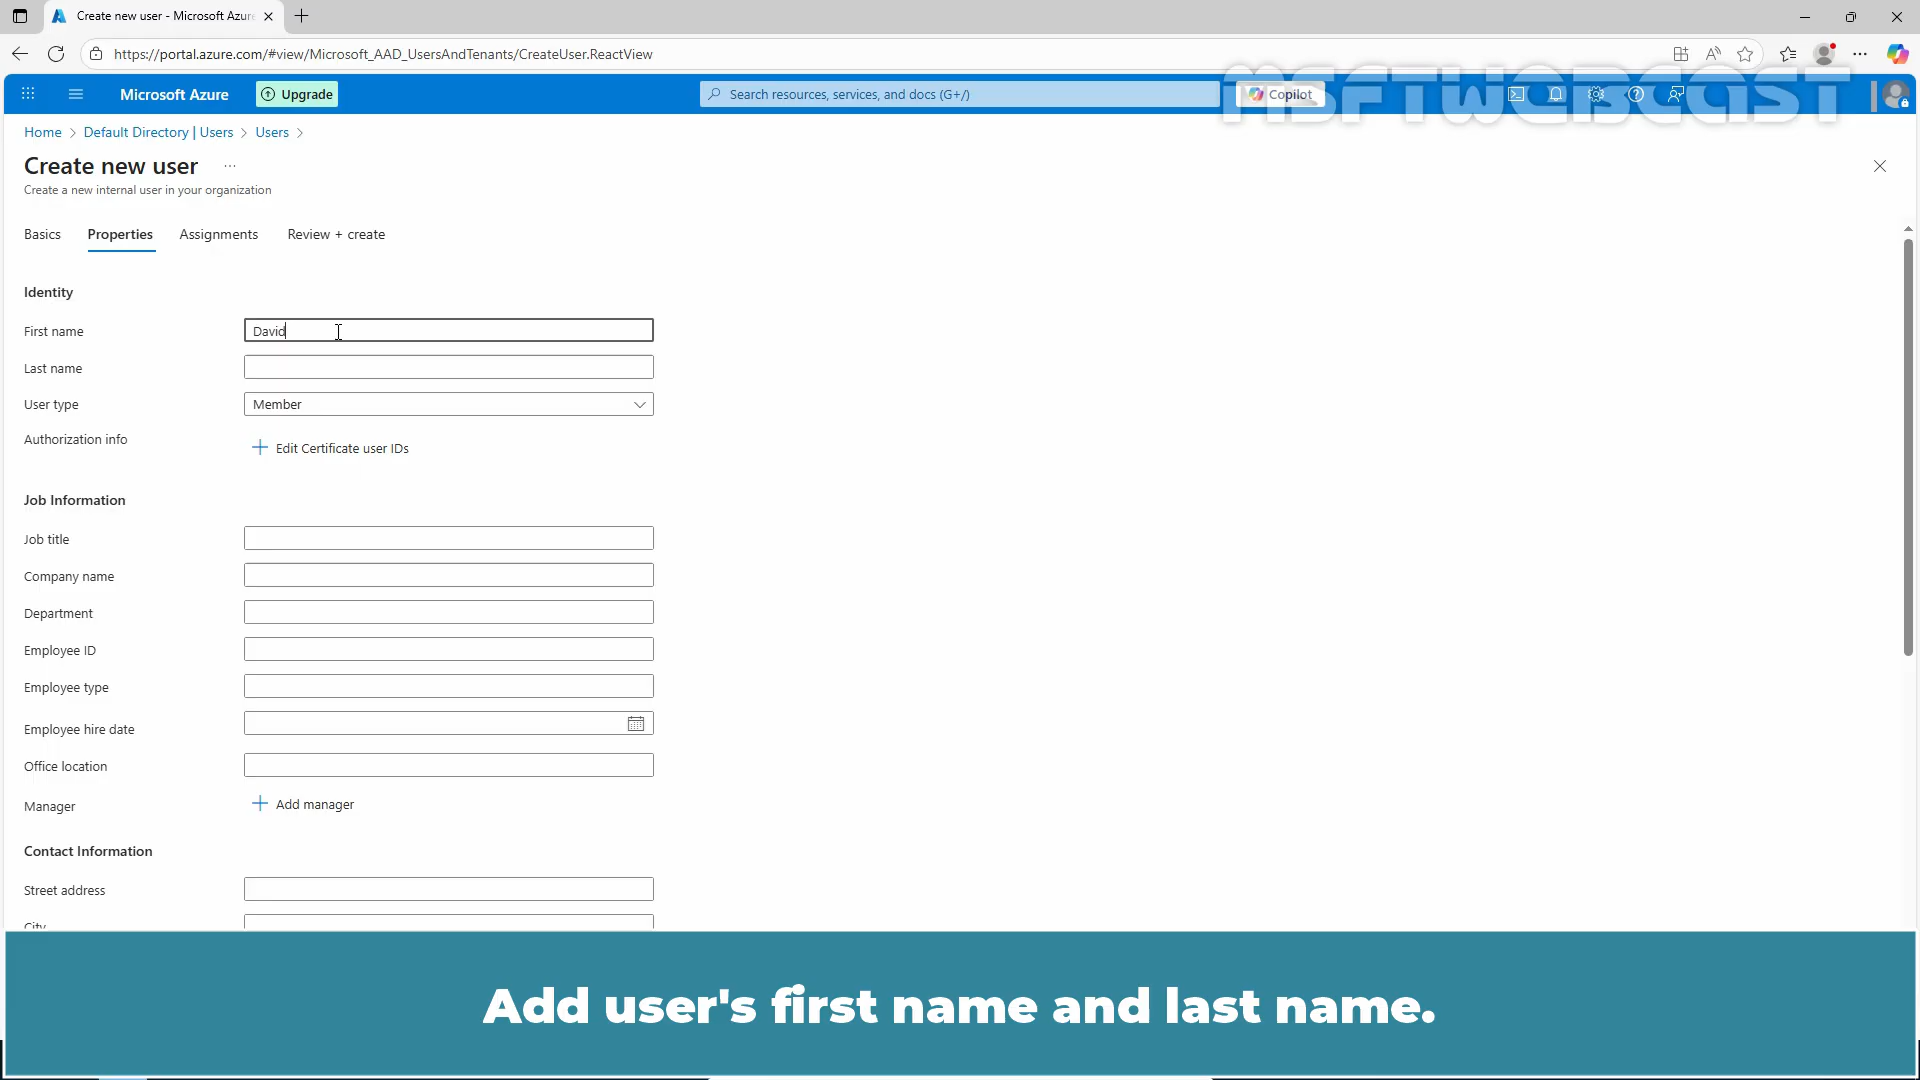 Create new user - Microsoft Azur
https://portal.azure.com/#view/Microsoft_AAD_UsersAndTenants/CreateUser.ReactView
Microsoft Azure
Upgrade
Search resources, services, and docs (G+/)
Copilot
MSFTWEBCAST
Home > Default Directory | Users > Users >
Create new user ...
Create a new internal user in your organization
Basics
Properties
Assignments
Review + create
Identity
First name
David
Last name
User type
Member
Authorization info
Edit Certificate user IDs
Job Information
Job title
Company name
Department
Employee ID
Employee type
Employee hire date
Office location
Manager
Add manager
Contact Information
Street address
City
Add user's first name and last name.